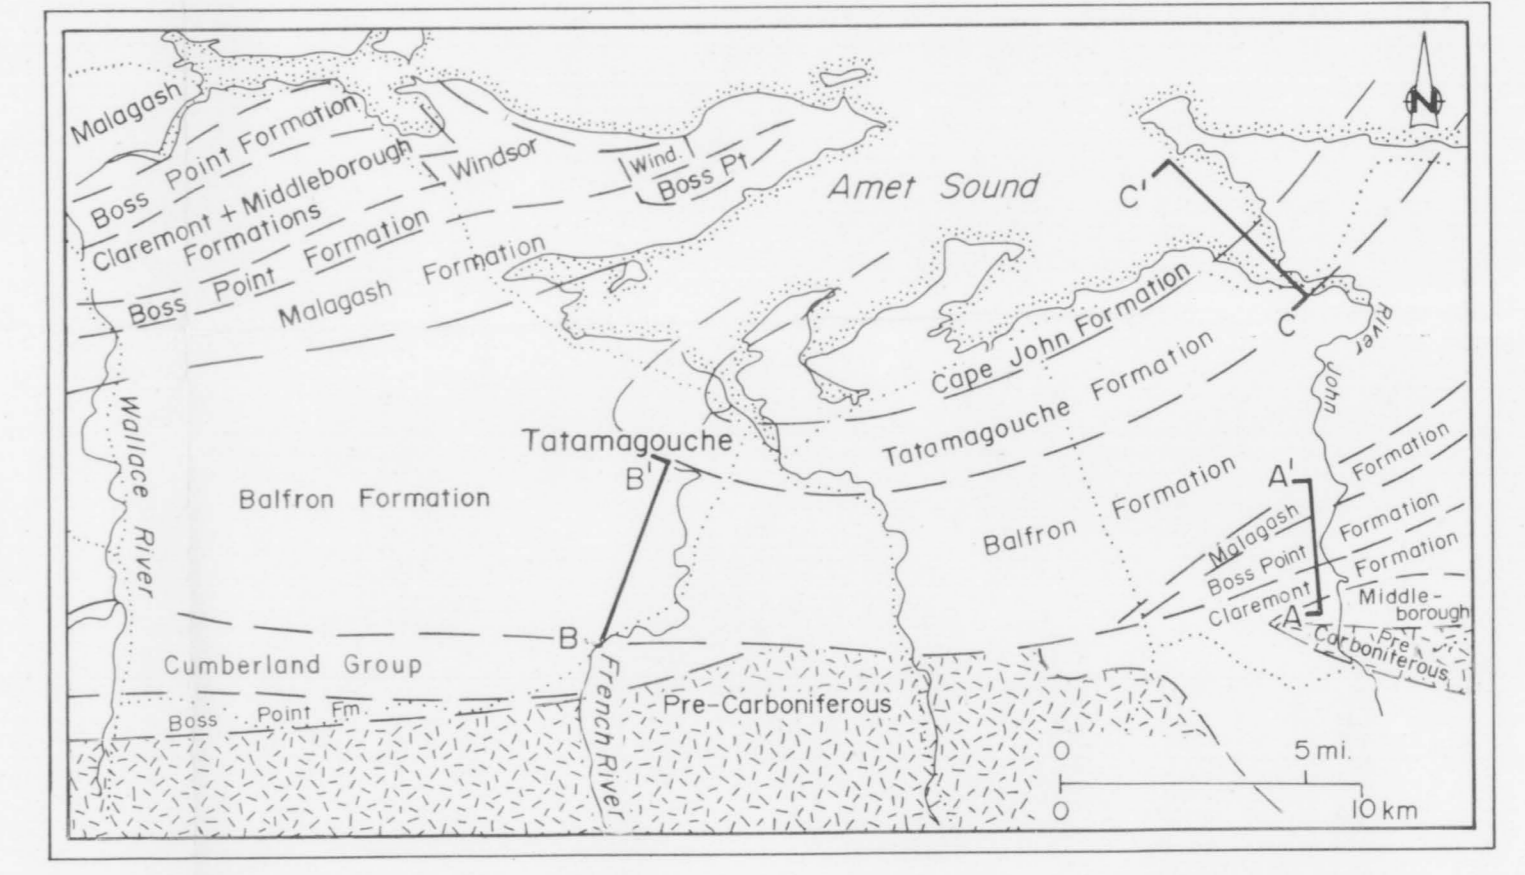 N
Malagash
Boss Point Formation
Claremont + Middleborough
Formations
Windsor
Wind.
Boss Pt
Amet Sound
C'
C
Boss Point Formation
Malagash Formation
Cape John Formation
River
John
Tatamagouche Formation
Wallace River
Tatamagouche
B'
Balfron Formation
Balfron Formation
A'
Malagash Formation
Boss Point Formation
Claremont Formation
A
Middle-
borough
Pre
Carboniferous
B
Cumberland Group
Boss Point Fm.
French River
Pre-Carboniferous
0 5 mi.
0 10 km